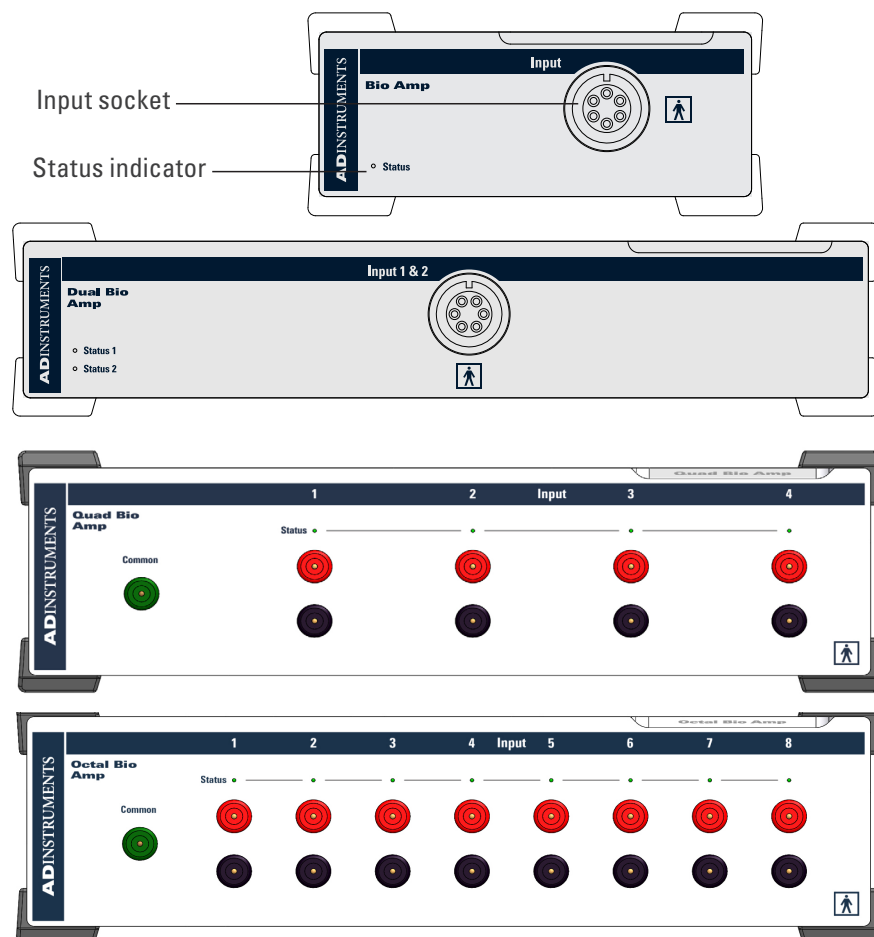 Input
Bio Amp
Input socket
Status indicator
Status
ADINSTRUMENTS
Input 1 & 2
Dual Bio
Amp
Status 1
Status 2
ADINSTRUMENTS
Quad Bio Amp
1 2 Input 3 4
Quad Bio
Amp
Status
Common
ADINSTRUMENTS
Octal Bio Amp
1 2 3 4 Input 5 6 7 8
Octal Bio
Amp
Status
Common
ADINSTRUMENTS